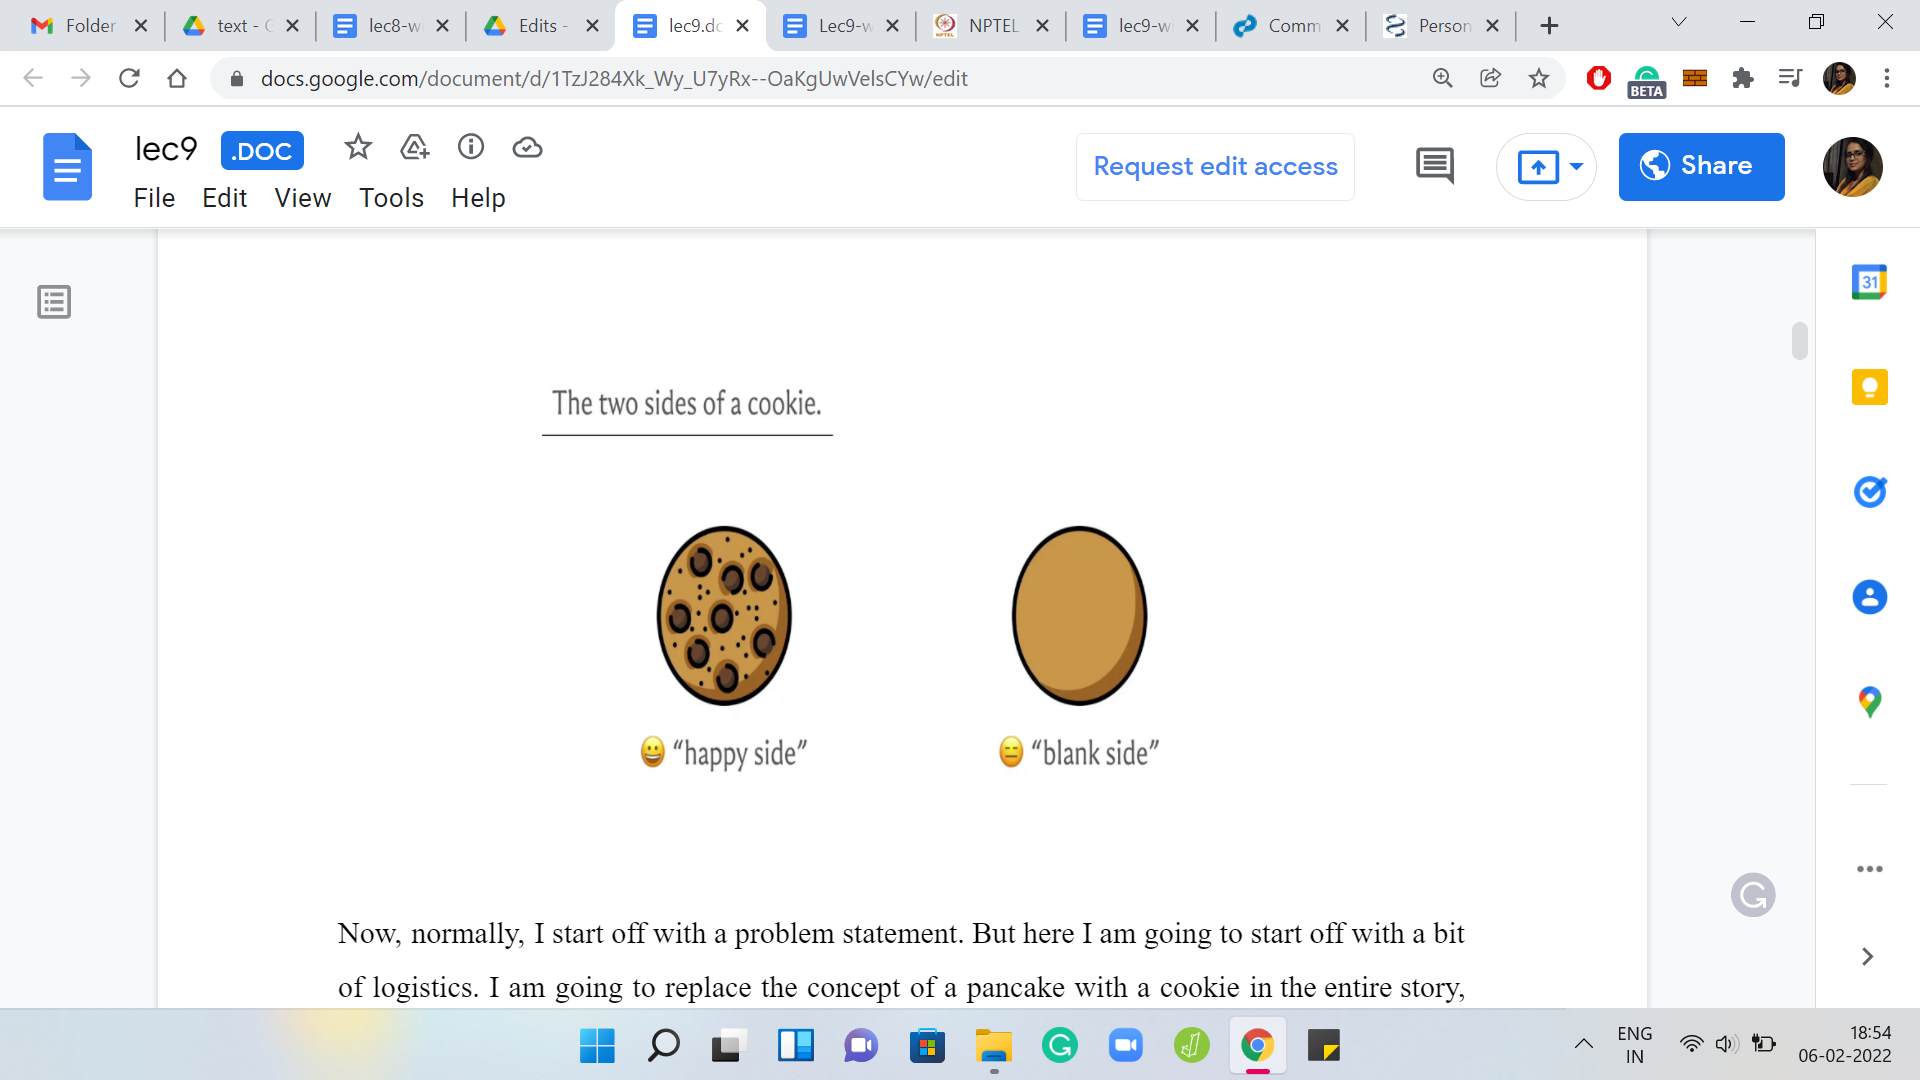 Folder
text - G
lec8-w
Edits -
lec9.dc
Lec9-w
NPTEL
lec9-w
Comm
Person
docs.google.com/document/d/1TzJ284Xk_Wy_U7yRx--OaKgUwVelsCYw/edit
BETA
lec9 .DOC
Request edit access
Share
File Edit View Tools Help
31
The two sides of a cookie.
“happy side” “blank side”
Now, normally, I start off with a problem statement. But here I am going to start off with a bit
of logistics. I am going to replace the concept of a pancake with a cookie in the entire story,
ENG
IN
18:54
06-02-2022